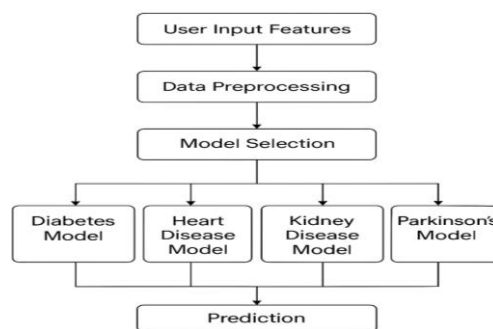 User Input Features
Data Preprocessing
Model Selection
Diabetes
Model
Heart
Disease
Model
Kidney
Disease
Model
Parkinson's
Model
Prediction